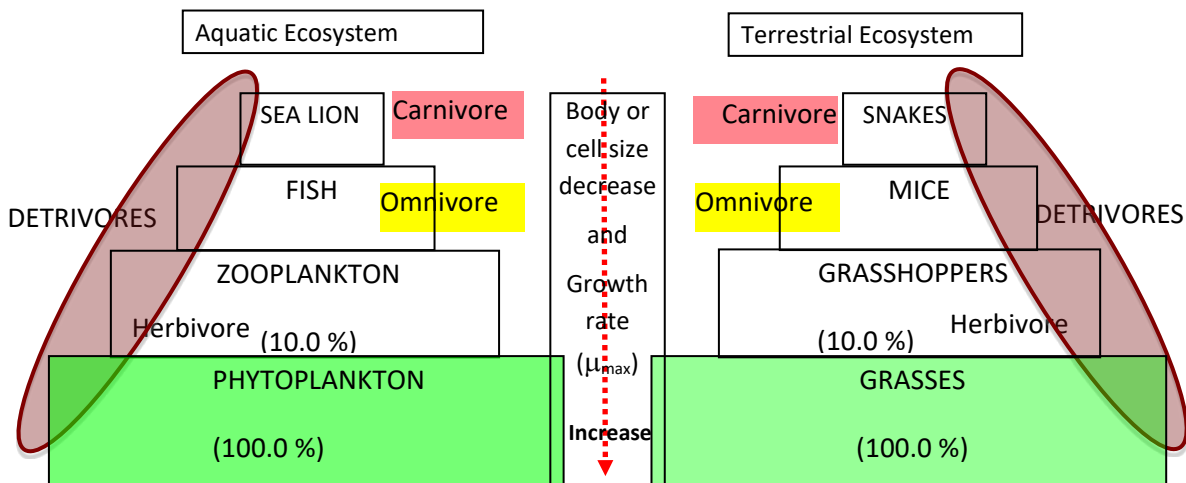 Aquatic Ecosystem
Terrestrial Ecosystem
SEA LION
Carnivore
FISH
Omnivore
DETRIVORES
ZOOPLANKTON
Herbivore
(10.0 %)
PHYTOPLANKTON
(100.0 %)
Body or
cell size
decrease
and
Growth
rate
(μmax)
Increase
Carnivore
SNAKES
Omnivore
MICE
DETRIVORES
GRASSHOPPERS
(10.0 %)
Herbivore
GRASSES
(100.0 %)